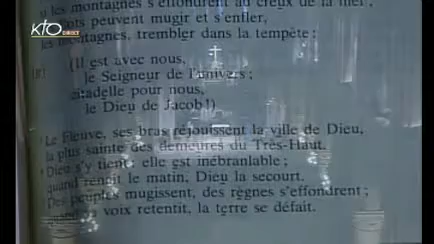 KTO
DIRECT
les montagnes s'effondrent au creux de la mer ;
flots peuvent mugir et s'enfler,
les montagnes, trembler dans la tempête :
(R)
(Il est avec nous,
le Seigneur de l'univers ;
citadelle pour nous,
le Dieu de Jacob !)
Le Fleuve, ses bras réjouissent la ville de Dieu,
la plus sainte des demeures du Très-Haut.
Dieu s'y tient : elle est inébranlable ;
quand renaît le matin, Dieu la secourt.
Des peuples mugissent, des règnes s'effondrent ;
quand sa voix retentit, la terre se défait.